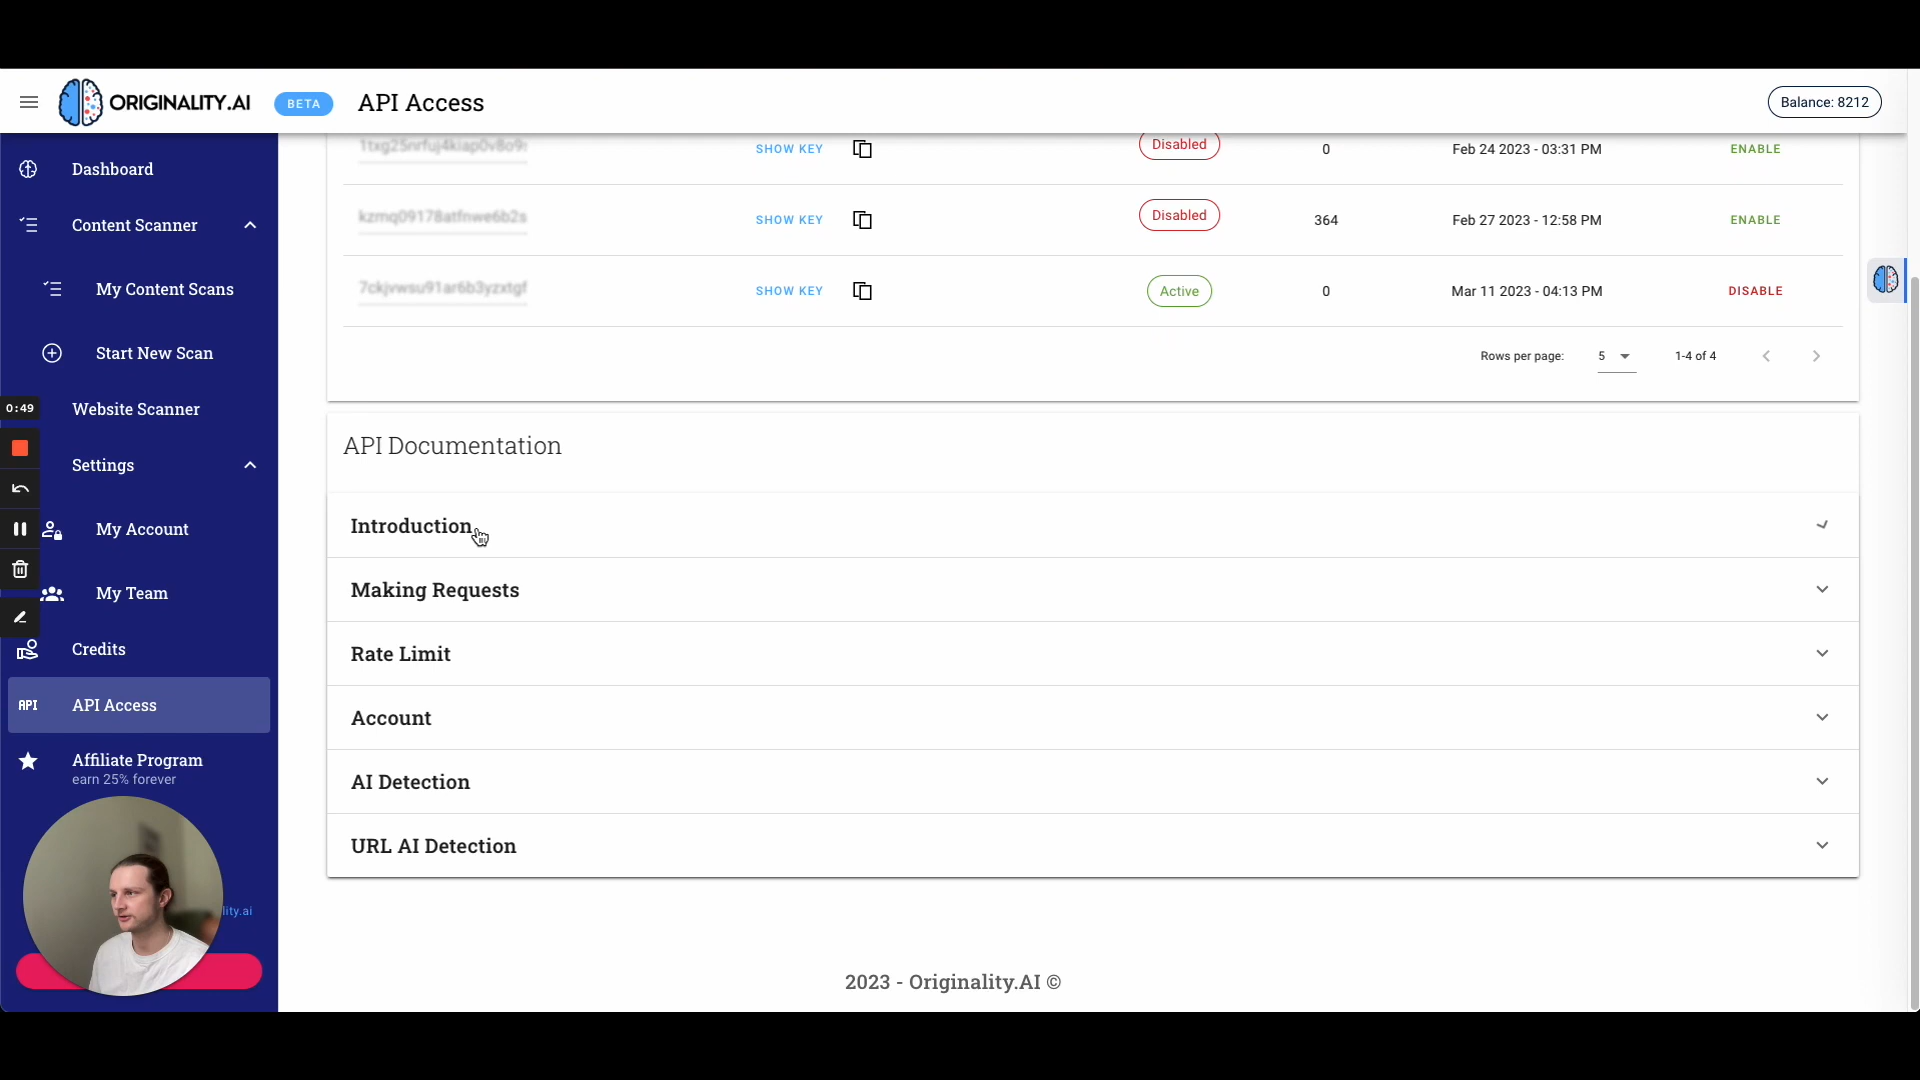 ORIGINALITY.AI
BETA
API Access
Balance: 8212
Dashboard
Content Scanner
My Content Scans
Start New Scan
0:49
Website Scanner
Settings
My Account
My Team
Credits
API
API Access
Affiliate Program
earn 25% forever
lity.ai
SHOW KEY
Disabled
0
Feb 24 2023 - 03:31 PM
ENABLE
SHOW KEY
Disabled
364
Feb 27 2023 - 12:58 PM
ENABLE
SHOW KEY
Active
0
Mar 11 2023 - 04:13 PM
DISABLE
Rows per page:
5
1-4 of 4
API Documentation
Introduction
Making Requests
Rate Limit
Account
AI Detection
URL AI Detection
2023 - Originality.AI ©